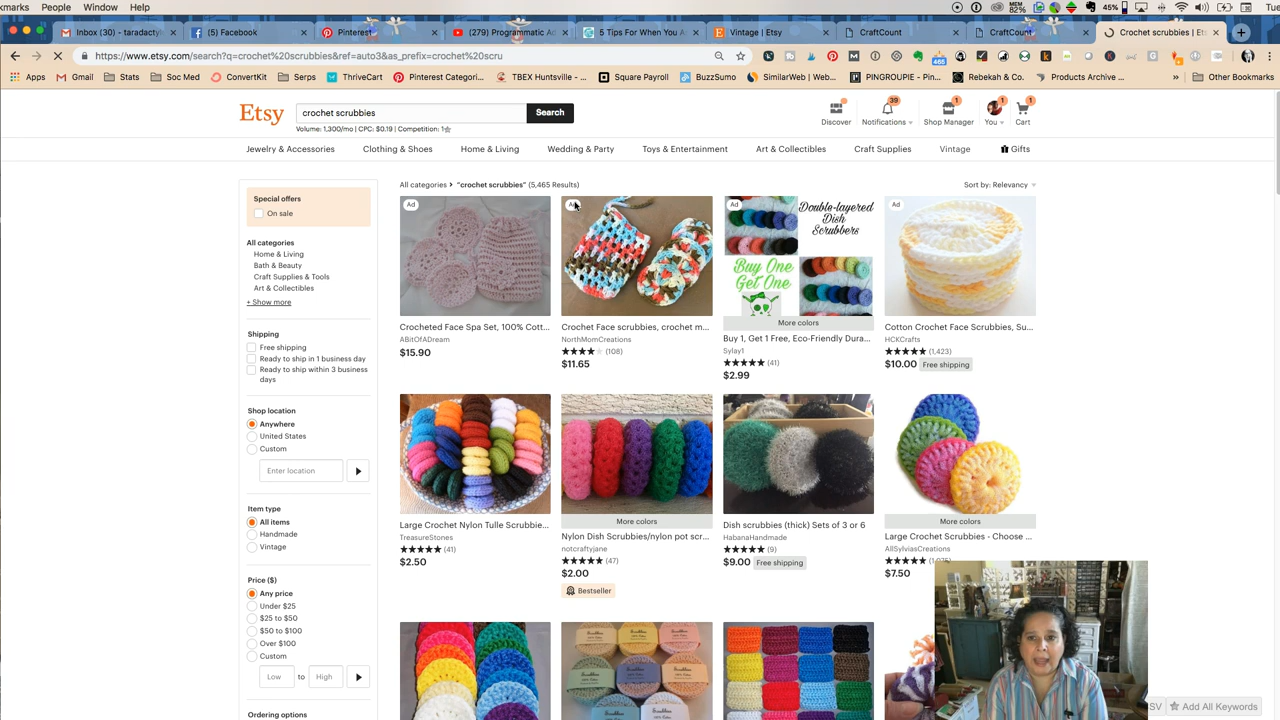 marks People Window Help MEM 82% 45% Tue
Inbox (30) - taradactyl (5) Facebook Pinterest (279) Programmatic Ad 5 Tips For When You A Vintage | Etsy CraftCount CraftCount Crochet scrubbies | Ets
https://www.etsy.com/search?q=crochet%20scrubbies&ref=auto3&as_prefix=crochet%20scru
Apps Gmail Stats Soc Med ConvertKit Serps ThriveCart Pinterest Categori... TBEX Huntsville -... Square Payroll BuzzSumo SimilarWeb | Web... PINGROUPIE - Pin... Rebekah & Co. Products Archive ... Other Bookmarks
Etsy crochet scrubbies Search
Volume: 1,300/mo | CPC: $0.19 | Competition: 1
39 1 1 1
Discover Notifications Shop Manager You Cart
Jewelry & Accessories Clothing & Shoes Home & Living Wedding & Party Toys & Entertainment Art & Collectibles Craft Supplies Vintage Gifts
All categories > "crochet scrubbies" (5,465 Results) Sort by: Relevancy
Special offers
On sale
All categories
Home & Living
Bath & Beauty
Craft Supplies & Tools
Art & Collectibles
+ Show more
Shipping
Free shipping
Ready to ship in 1 business day
Ready to ship within 3 business
days
Shop location
Anywhere
United States
Custom
Enter location
Item type
All items
Handmade
Vintage
Price ($)
Any price
Under $25
$25 to $50
$50 to $100
Over $100
Custom
Low to High
Ordering options
Ad
Crocheted Face Spa Set, 100% Cott...
ABitOfADream
$15.90
Ad
Crochet Face scrubbies, crochet m...
NorthMomCreations
(108)
$11.65
Ad
Double-layered
Dish
Scrubbers
Buy One
Get One
More colors
Buy 1, Get 1 Free, Eco-Friendly Dura...
Sylay1
(41)
$2.99
Ad
Cotton Crochet Face Scrubbies, Su...
HCKCrafts
(1,423)
$10.00 Free shipping
Large Crochet Nylon Tulle Scrubbie...
TreasureStones
(41)
$2.50
More colors
Nylon Dish Scrubbies/nylon pot scr...
notcraftyjane
(47)
$2.00
Bestseller
Dish scrubbies (thick) Sets of 3 or 6
HabanaHandmade
(9)
$9.00 Free shipping
More colors
Large Crochet Scrubbies - Choose ...
AllSylviasCreations
$7.50
SV Add All Keywords